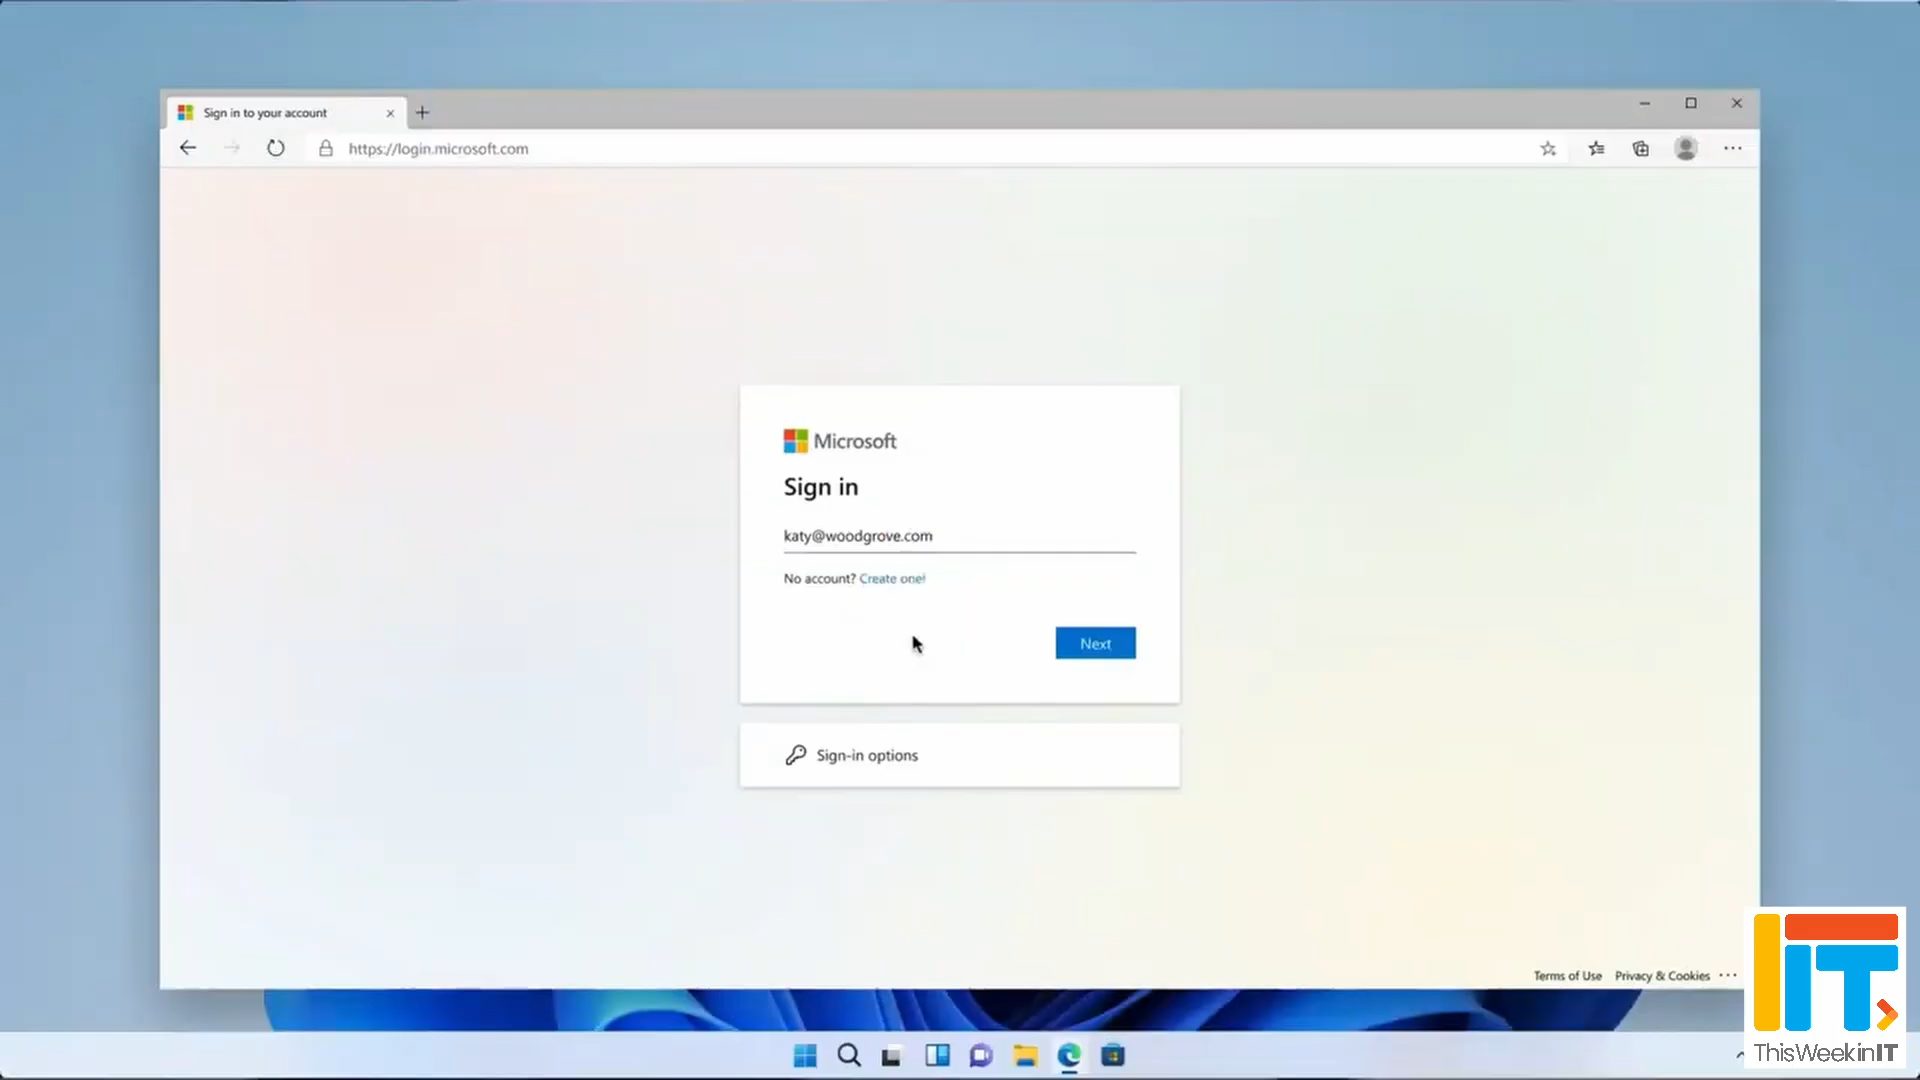 Sign in to your account
https://login.microsoft.com
Microsoft
Sign in
katy@woodgrove.com
No account? Create one!
Next
Sign-in options
Terms of Use Privacy & Cookies ...
IIT
ThisWeekinIT